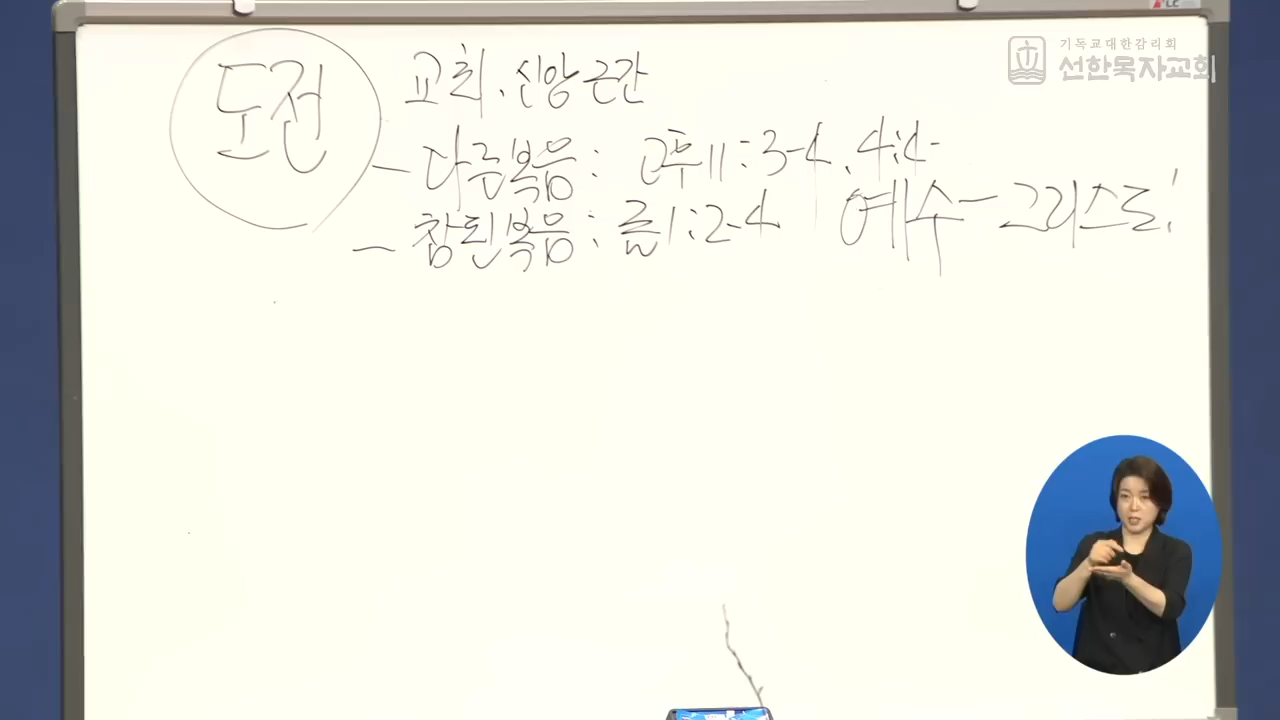 기독교대한감리회
선한목자교회
도전
교회. 신앙 근간
- 다른복음: 고후11:3-4, 4:4-
- 참된복음: 롬1:2-4 예수-그리스도!